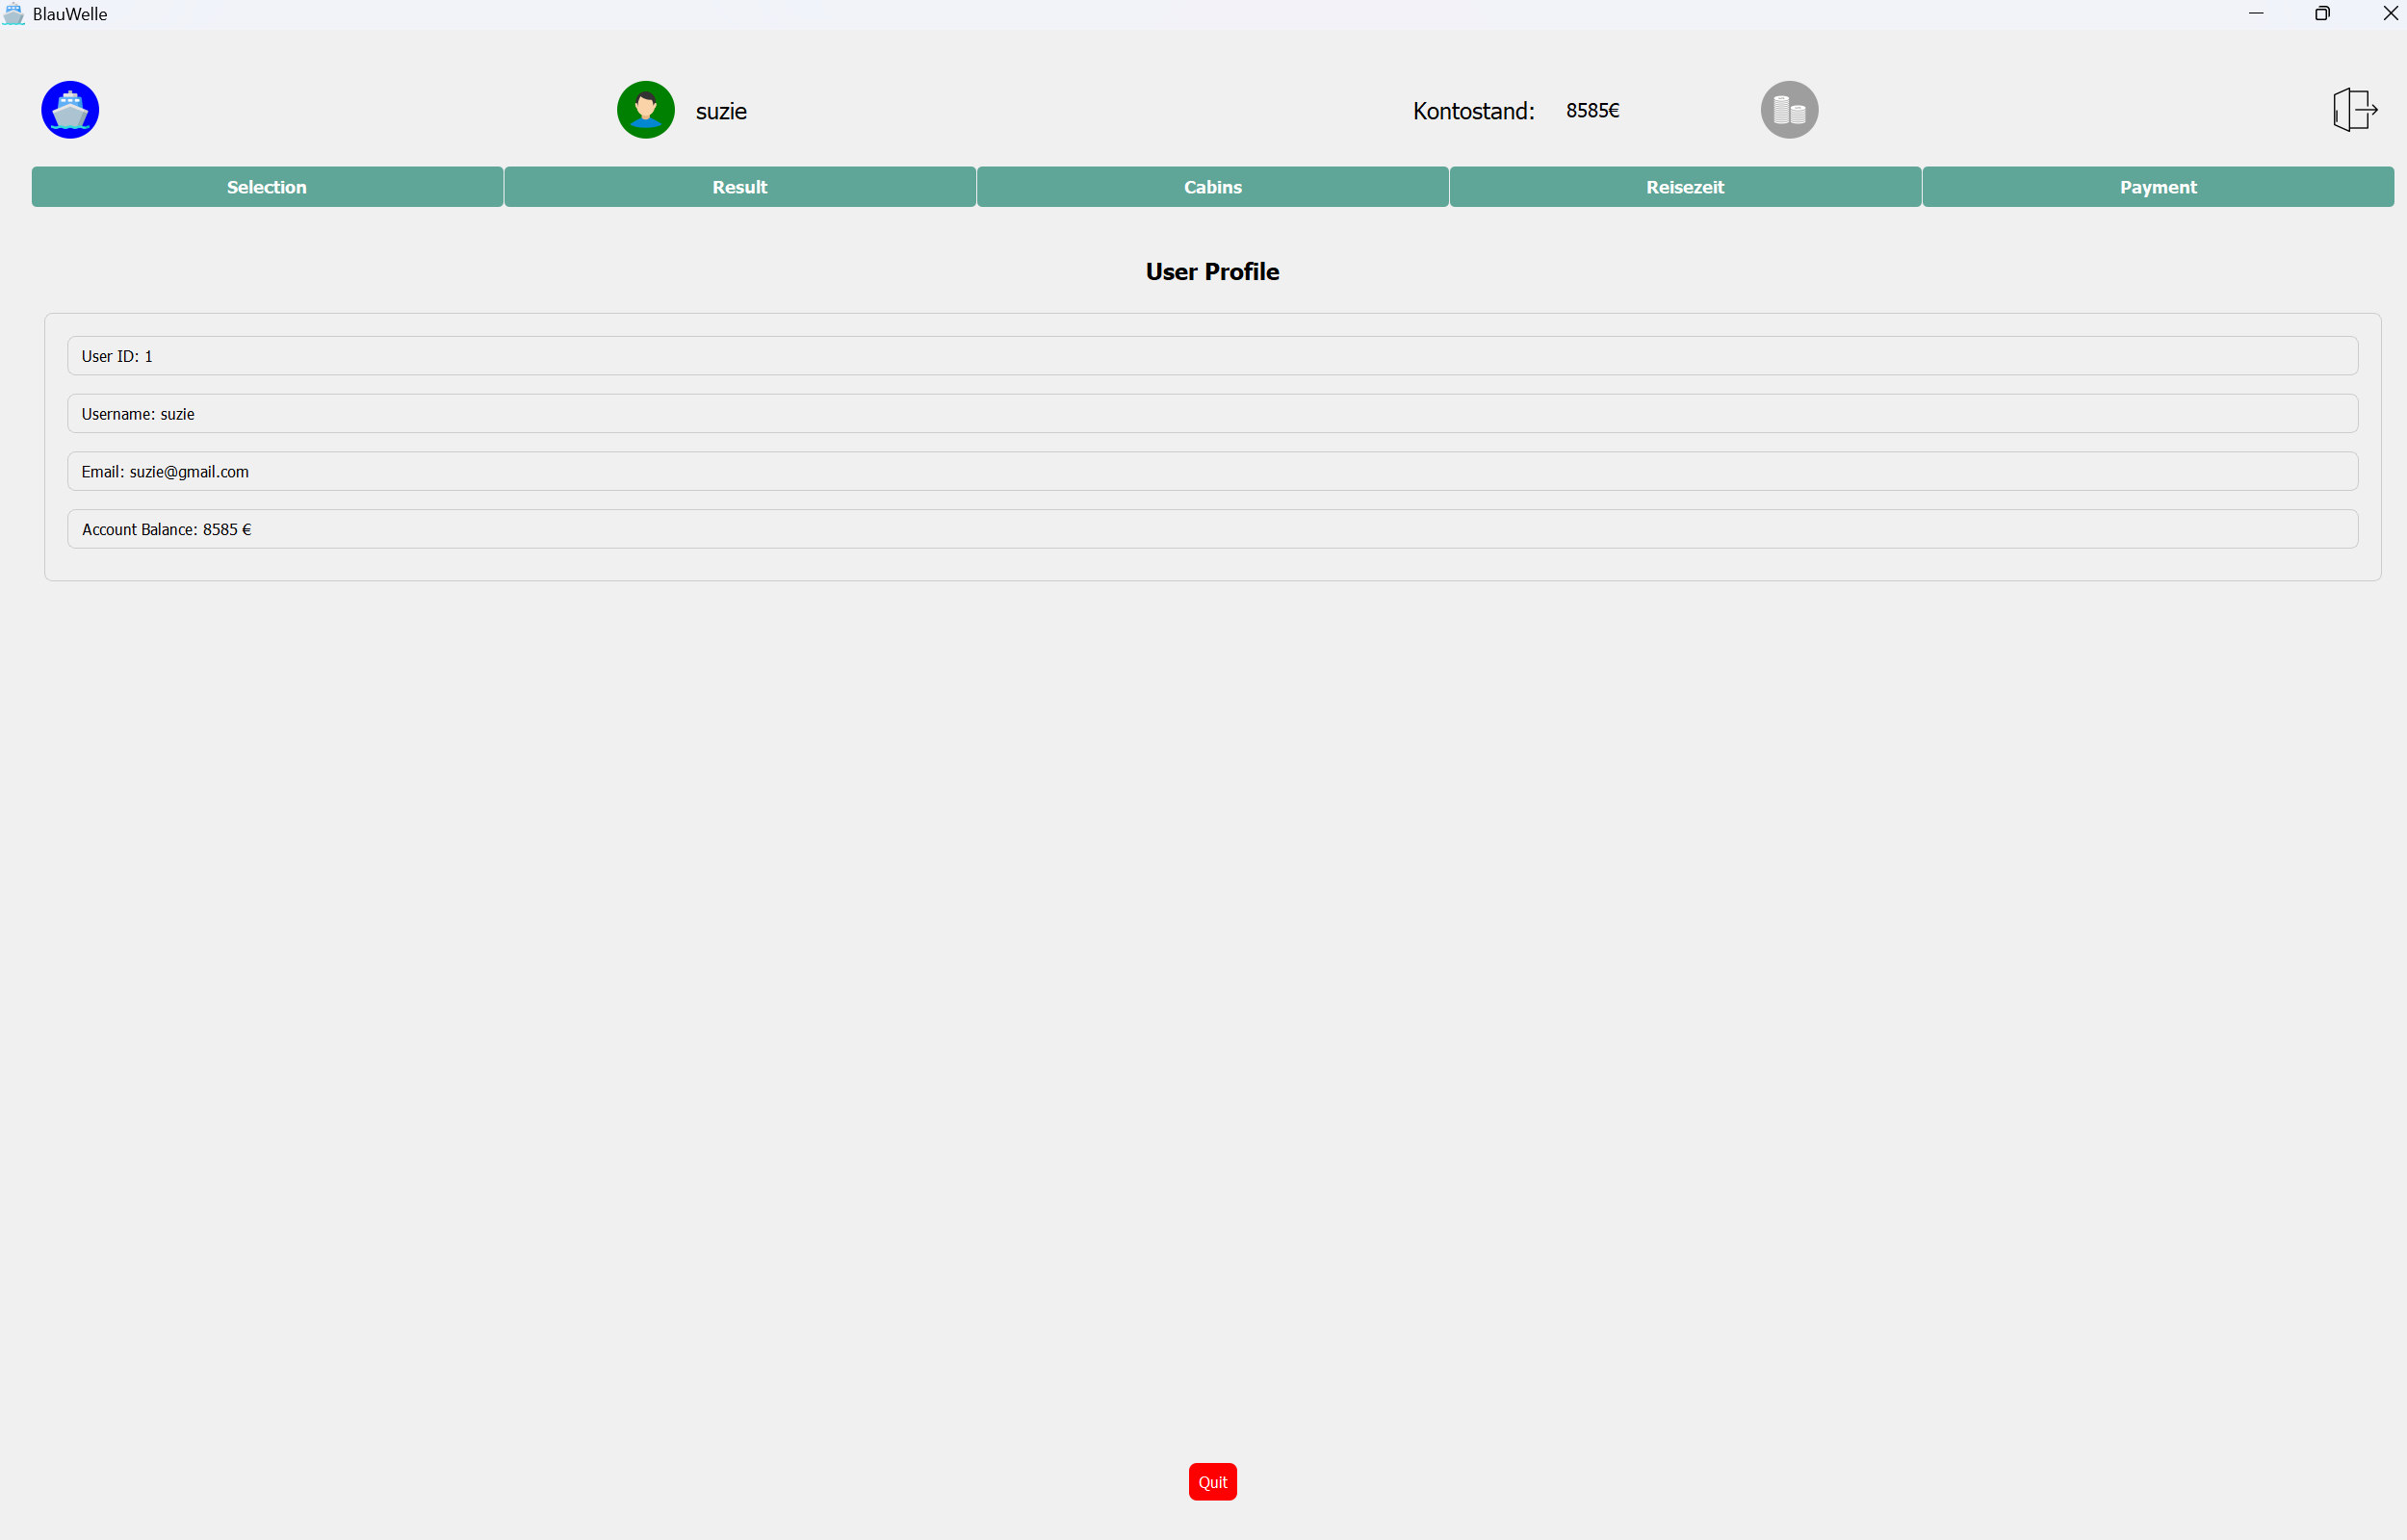 BlauWelle
suzie Kontostand: 8585€
Selection Result Cabins Reisezeit Payment
User Profile
User ID: 1
Username: suzie
Email: suzie@gmail.com
Account Balance: 8585 €
Quit